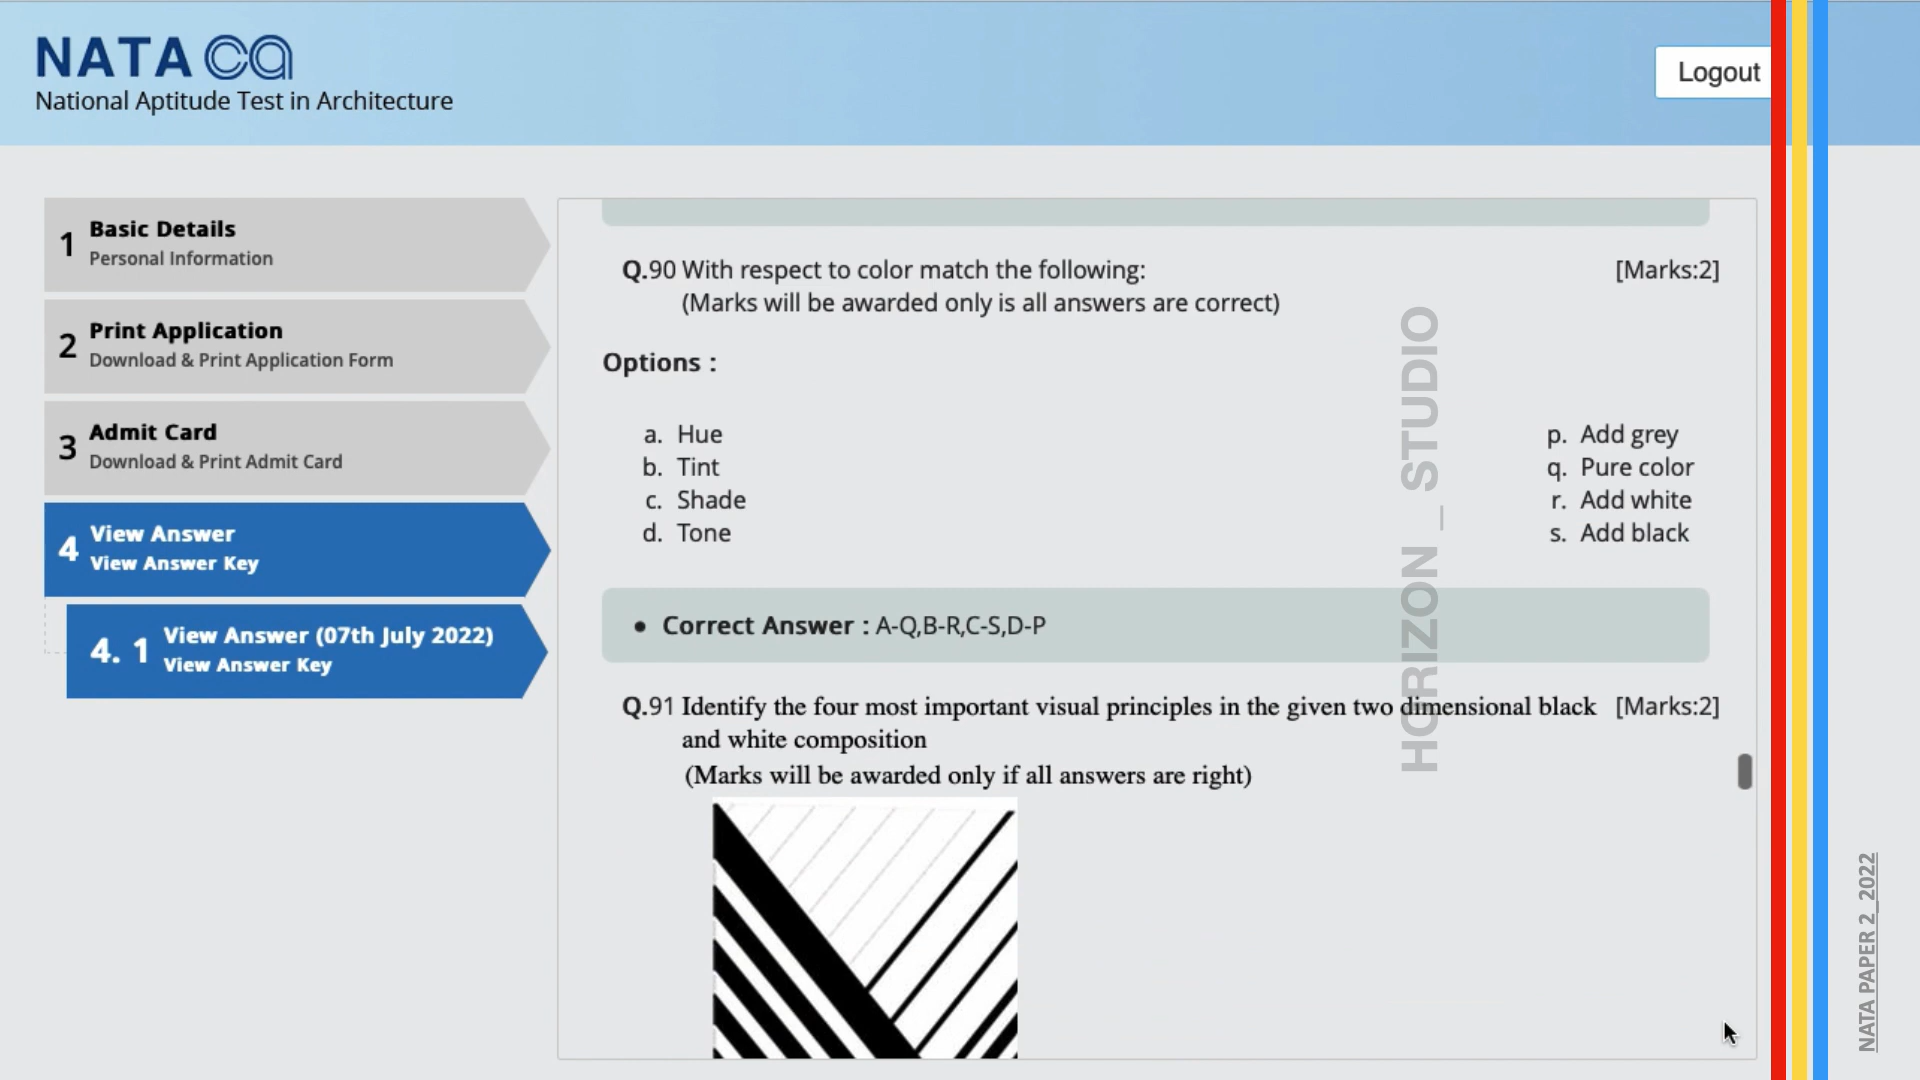 NATA ca
National Aptitude Test in Architecture
Logout
1 Basic Details
Personal Information
2 Print Application
Download & Print Application Form
3 Admit Card
Download & Print Admit Card
4 View Answer
View Answer Key
4. 1 View Answer (07th July 2022)
View Answer Key
Q.90 With respect to color match the following: [Marks:2]
(Marks will be awarded only is all answers are correct)
Options :
a. Hue p. Add grey
b. Tint q. Pure color
c. Shade r. Add white
d. Tone s. Add black
• Correct Answer : A-Q,B-R,C-S,D-P
Q.91 Identify the four most important visual principles in the given two dimensional black [Marks:2]
and white composition
(Marks will be awarded only if all answers are right)
HORIZON _ STUDIO
NATA PAPER 2_2022